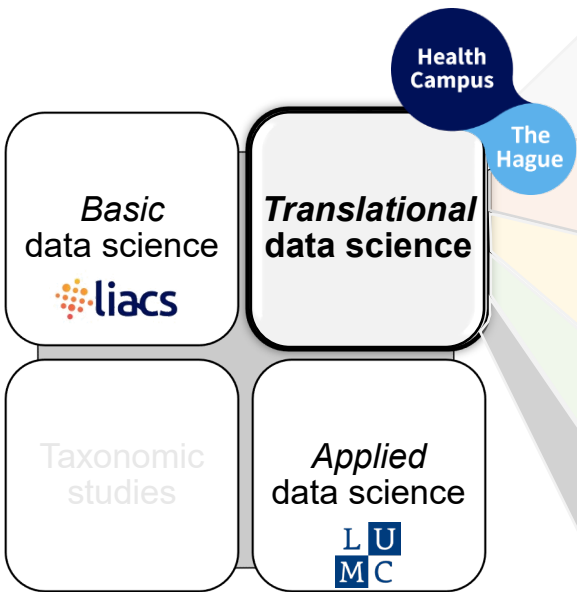 Health
Campus
The
Hague
Basic
data science
liacs
Translational
data science
Taxonomic
studies
Applied
data science
L U
M C